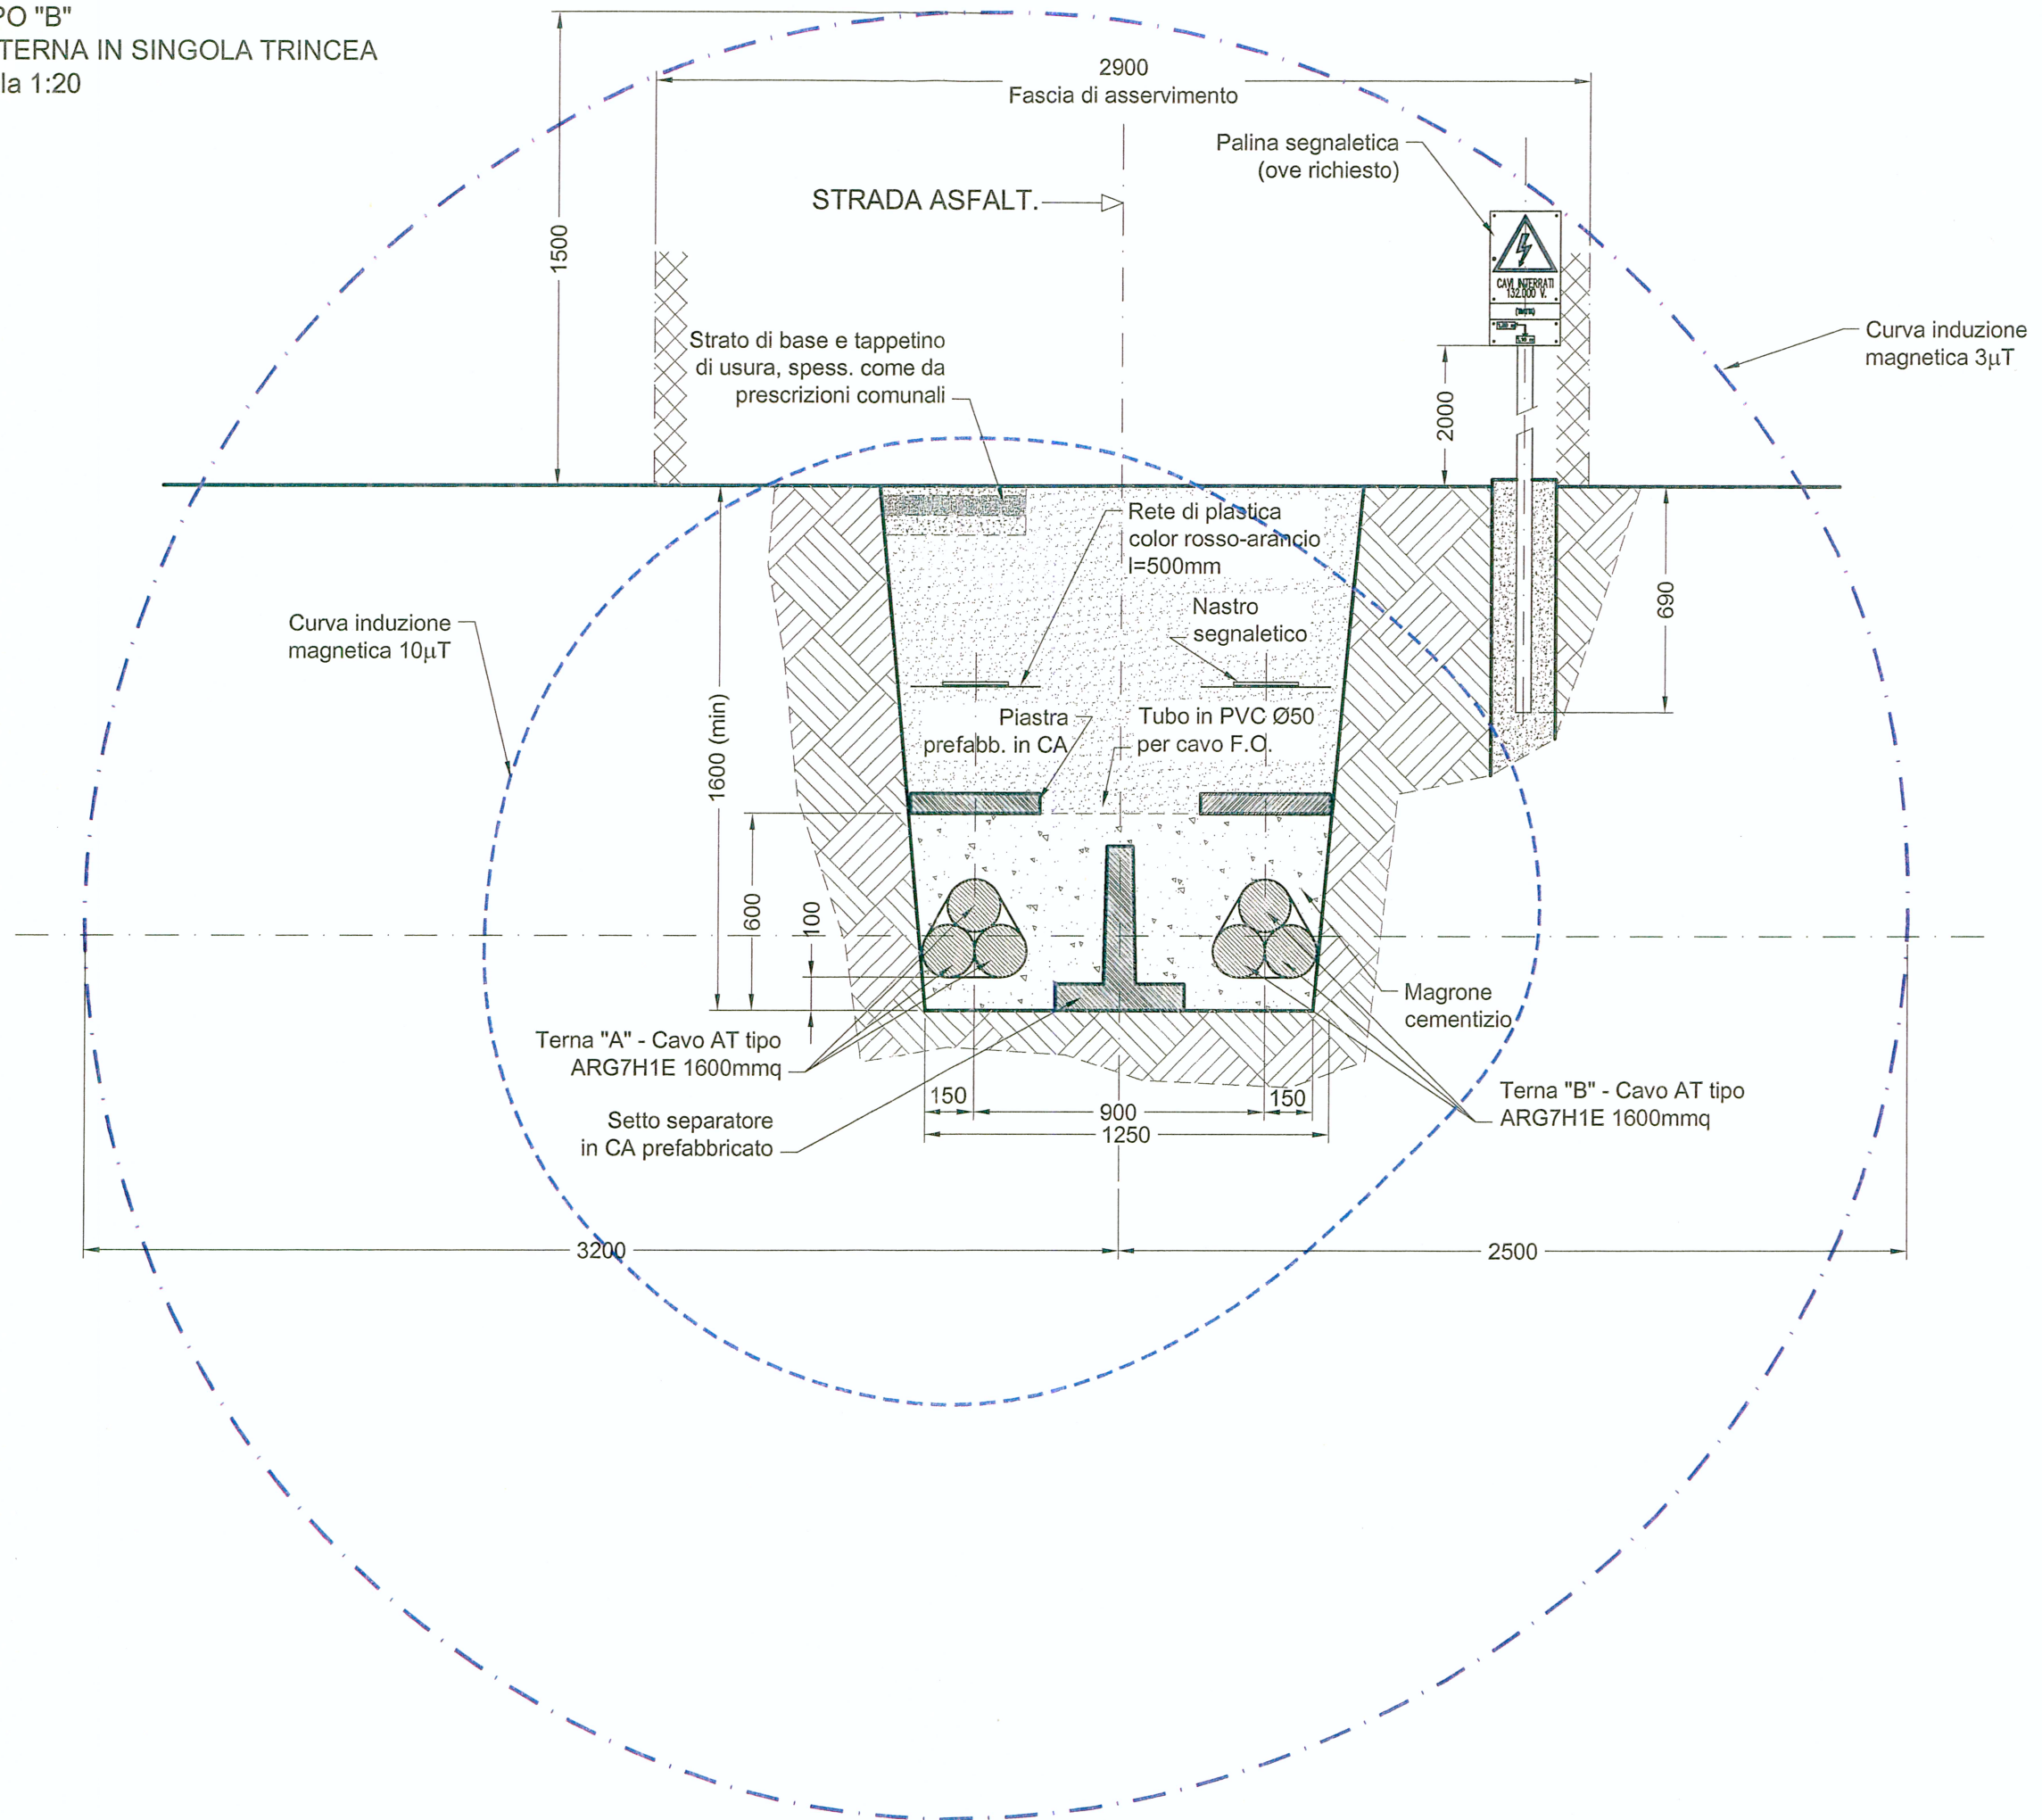 PO "B"
TERNA IN SINGOLA TRINCEA
la 1:20
2900
Fascia di asservimento
Palina segnaletica
(ove richiesto)
STRADA ASFALT.
1500
CAVI INTERRATI
132.000 V.
Curva induzione
magnetica 3µT
Strato di base e tappetino
di usura, spess. come da
prescrizioni comunali
2000
Rete di plastica
color rosso-arancio
l=500mm
Nastro
segnaletico
690
Curva induzione
magnetica 10µT
1600 (min)
Piastra
prefabb. in CA
Tubo in PVC Ø50
per cavo F.O.
600
100
Magrone
cementizio
Terna "A" - Cavo AT tipo
ARG7H1E 1600mmq
Terna "B" - Cavo AT tipo
ARG7H1E 1600mmq
150
900
150
1250
Setto separatore
in CA prefabbricato
3200
2500